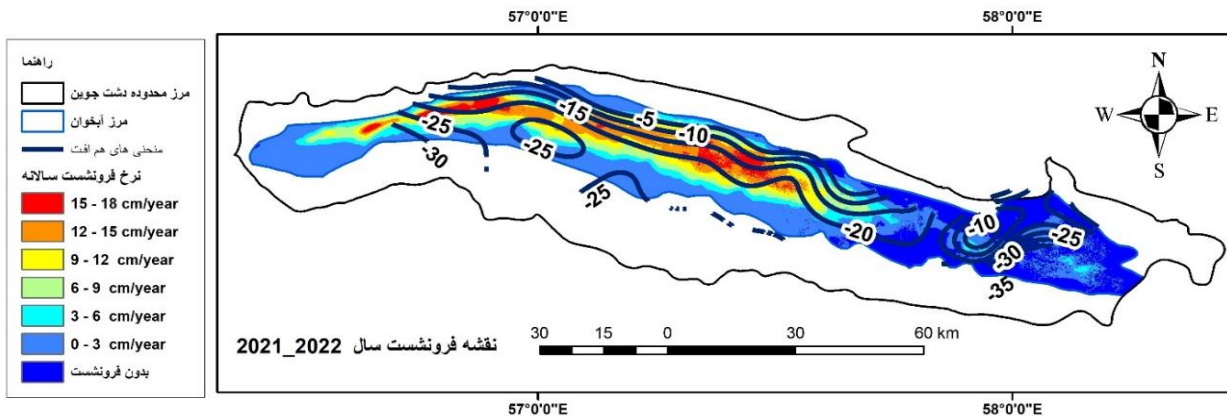 57°0'0"E 58°0'0"E
راهنما
مرز محدوده دشت جوین
مرز آبخوان
منحنی های هم افت
نرخ فرونشست سالانه
15 - 18 cm/year
12 - 15 cm/year
9 - 12 cm/year
6 - 9 cm/year
3 - 6 cm/year
0 - 3 cm/year
بدون فرونشست
N
W E
S
-15
-5
-10
-25
-30
-25
-25
-20
-10
-25
-30
-35
نقشه فرونشست سال 2021_2022
30 15 0 30 60 km
57°0'0"E 58°0'0"E